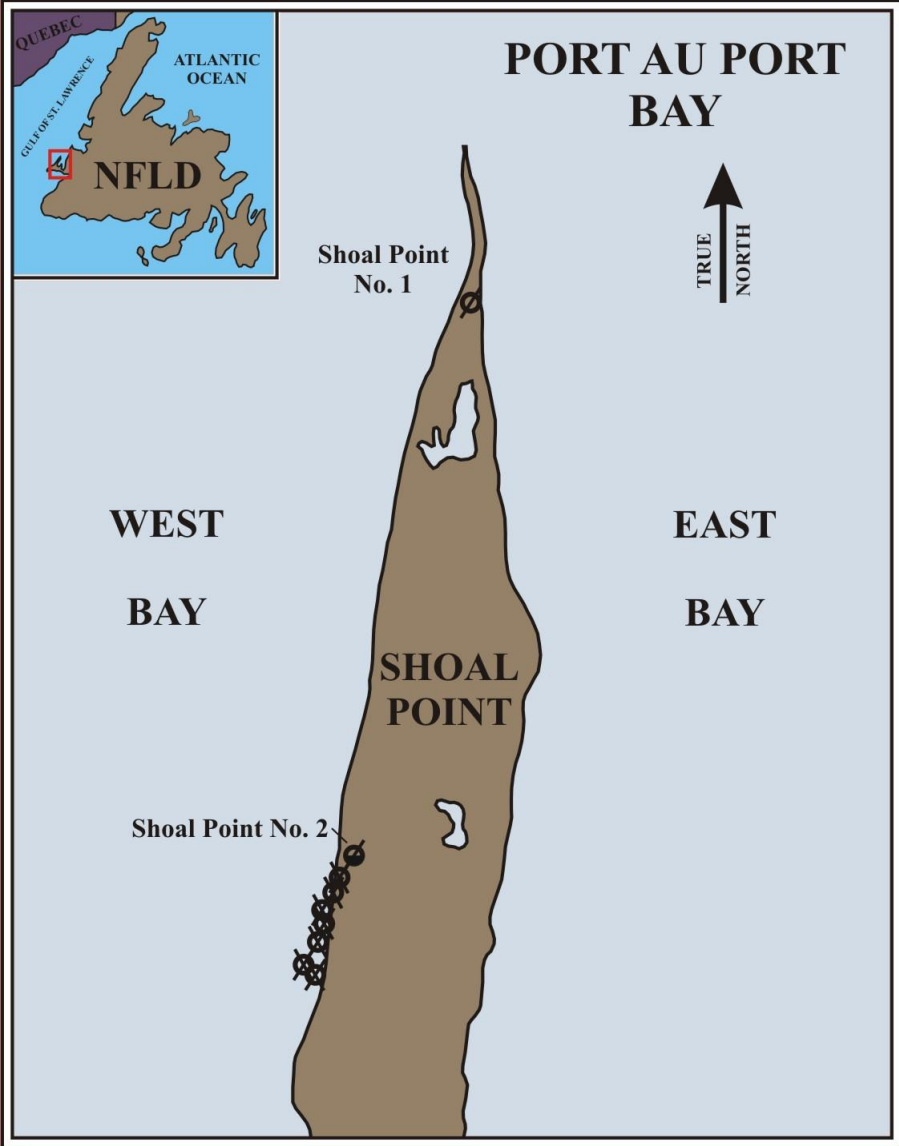 QUEBEC
ATLANTIC
OCEAN
GULF OF ST. LAWRENCE
NFLD
PORT AU PORT
BAY
TRUE
NORTH
Shoal Point
No. 1
WEST
BAY
EAST
BAY
SHOAL
POINT
Shoal Point No. 2